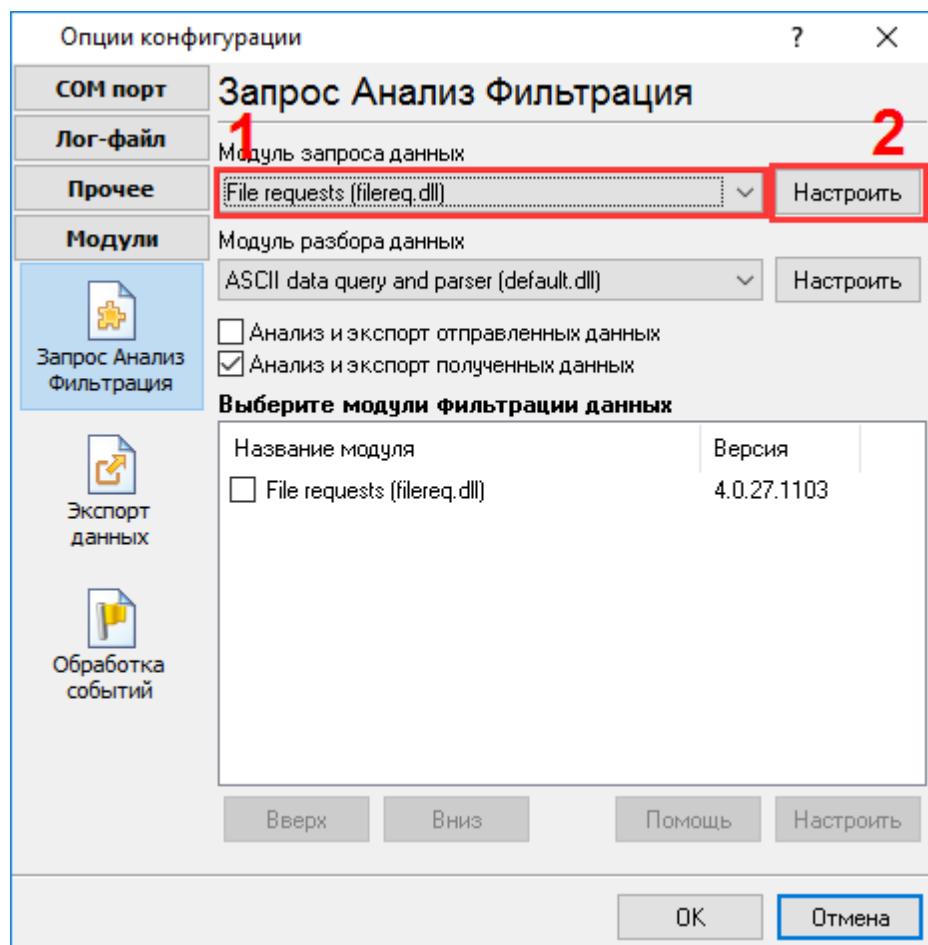 Опции конфигурации ?
COM порт
Лог-файл
Прочее
Модули
Запрос Анализ
Фильтрация
Экспорт
данных
Обработка
событий
Запрос Анализ Фильтрация
1
2
Модуль запроса данных
File requests (filereq.dll)
Настроить
Модуль разбора данных
ASCII data query and parser (default.dll)
Настроить
Анализ и экспорт отправленных данных
Анализ и экспорт полученных данных
Выберите модули фильтрации данных
Название модуля Версия
File requests (filereq.dll) 4.0.27.1103
Вверх Вниз Помощь Настроить
OK Отмена